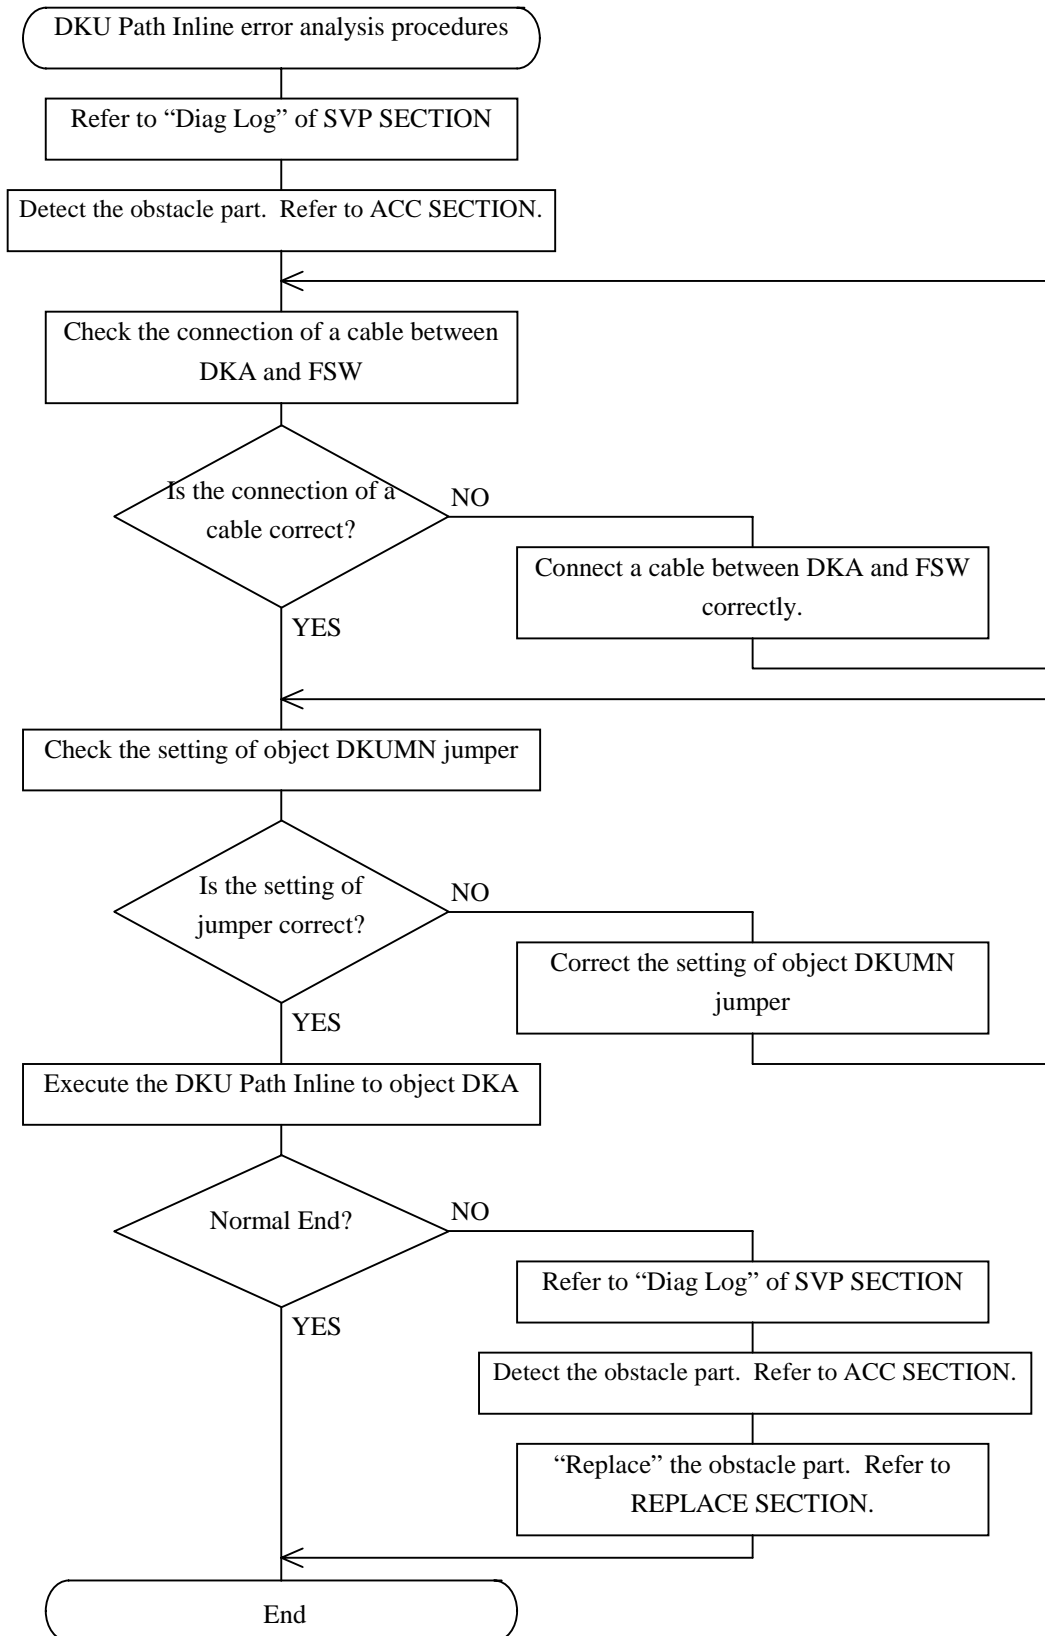 DKU Path Inline error analysis procedures
Refer to “Diag Log” of SVP SECTION
Detect the obstacle part.  Refer to ACC SECTION.
Check the connection of a cable between
DKA and FSW
Is the connection of a
cable correct?
NO
Connect a cable between DKA and FSW
correctly.
YES
Check the setting of object DKUMN jumper
Is the setting of
jumper correct?
NO
Correct the setting of object DKUMN
jumper
YES
Execute the DKU Path Inline to object DKA
Normal End?
NO
Refer to “Diag Log” of SVP SECTION
YES
Detect the obstacle part.  Refer to ACC SECTION.
“Replace” the obstacle part.  Refer to
REPLACE SECTION.
End